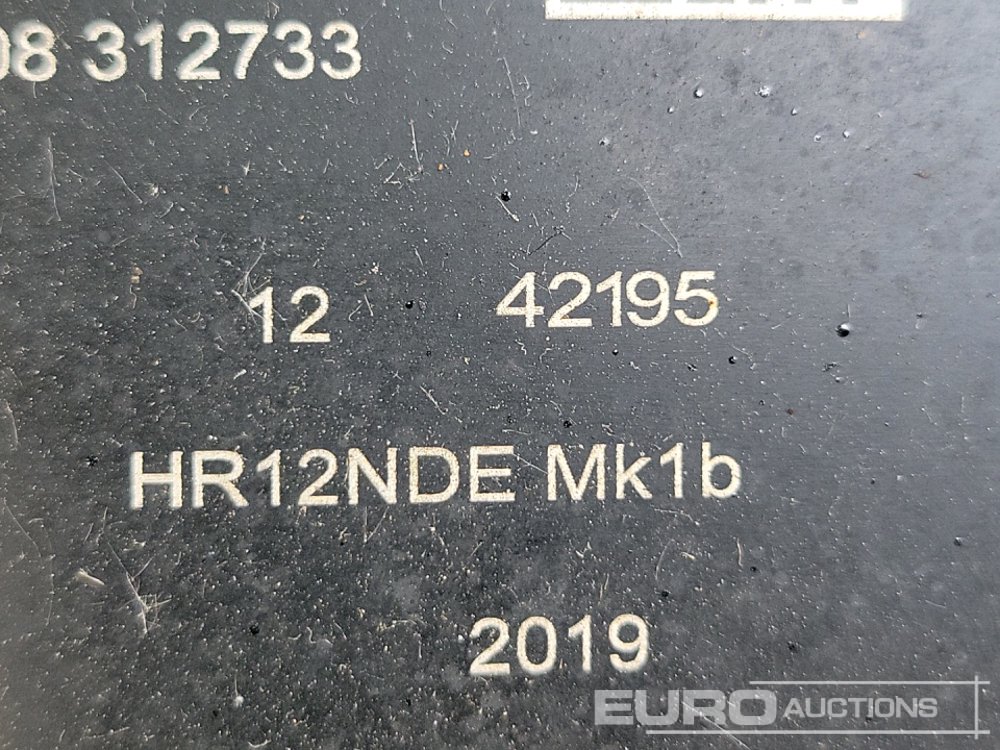 08 312733
12 42195
HR12NDE Mk1b
2019
EURO AUCTIONS